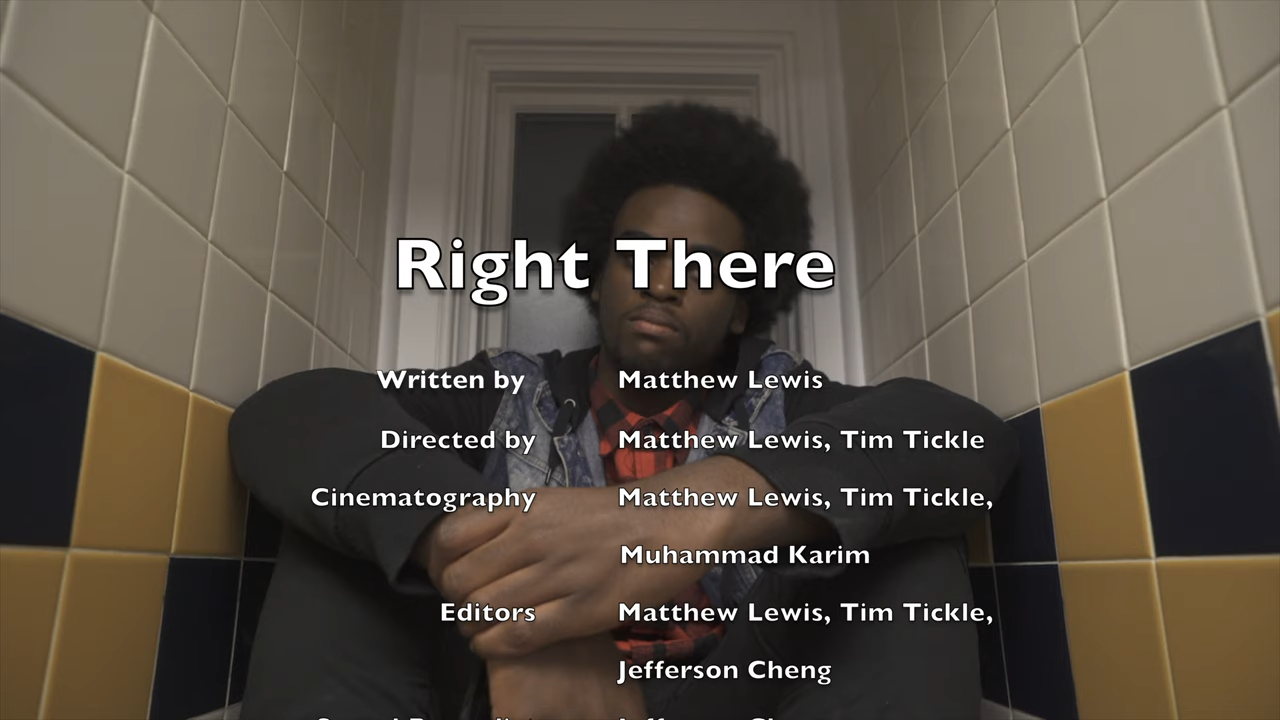 Right There
Written by Matthew Lewis
Directed by Matthew Lewis, Tim Tickle
Cinematography Matthew Lewis, Tim Tickle,
Muhammad Karim
Editors Matthew Lewis, Tim Tickle,
Jefferson Cheng